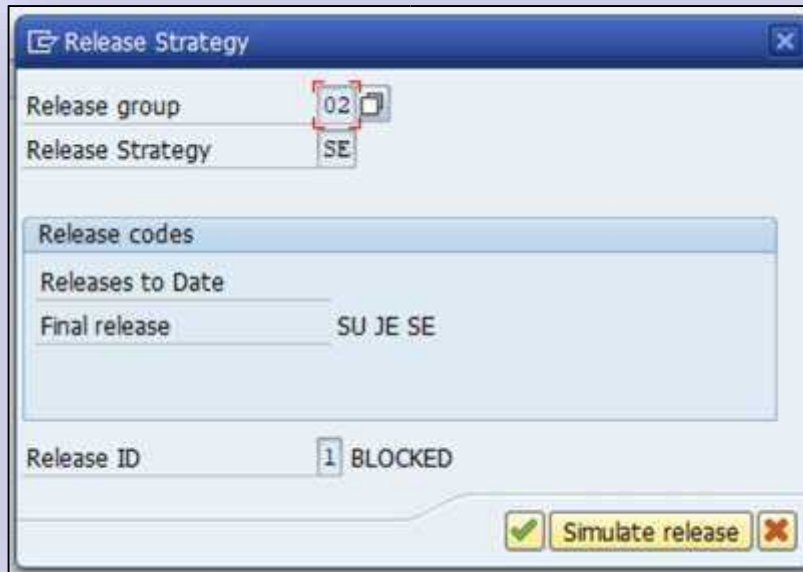 Release Strategy
Release group 02
Release Strategy SE
Release codes
Releases to Date
Final release SU JE SE
Release ID 1 BLOCKED
Simulate release